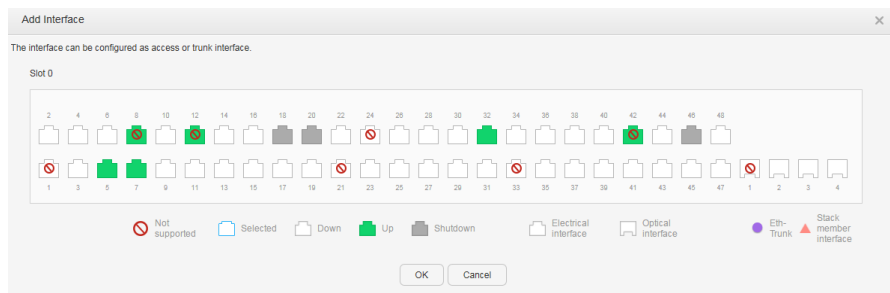 Add Interface
The interface can be configured as access or trunk interface.
Slot 0
2 4 6 8 10 12 14 16 18 20 22 24 26 28 30 32 34 36 38 40 42 44 46 48
1 3 5 7 9 11 13 15 17 19 21 23 25 27 29 31 33 35 37 39 41 43 45 47 1 2 3 4
Not supported Selected Down Up Shutdown Electrical interface Optical interface Eth-Trunk Stack member interface
OK Cancel